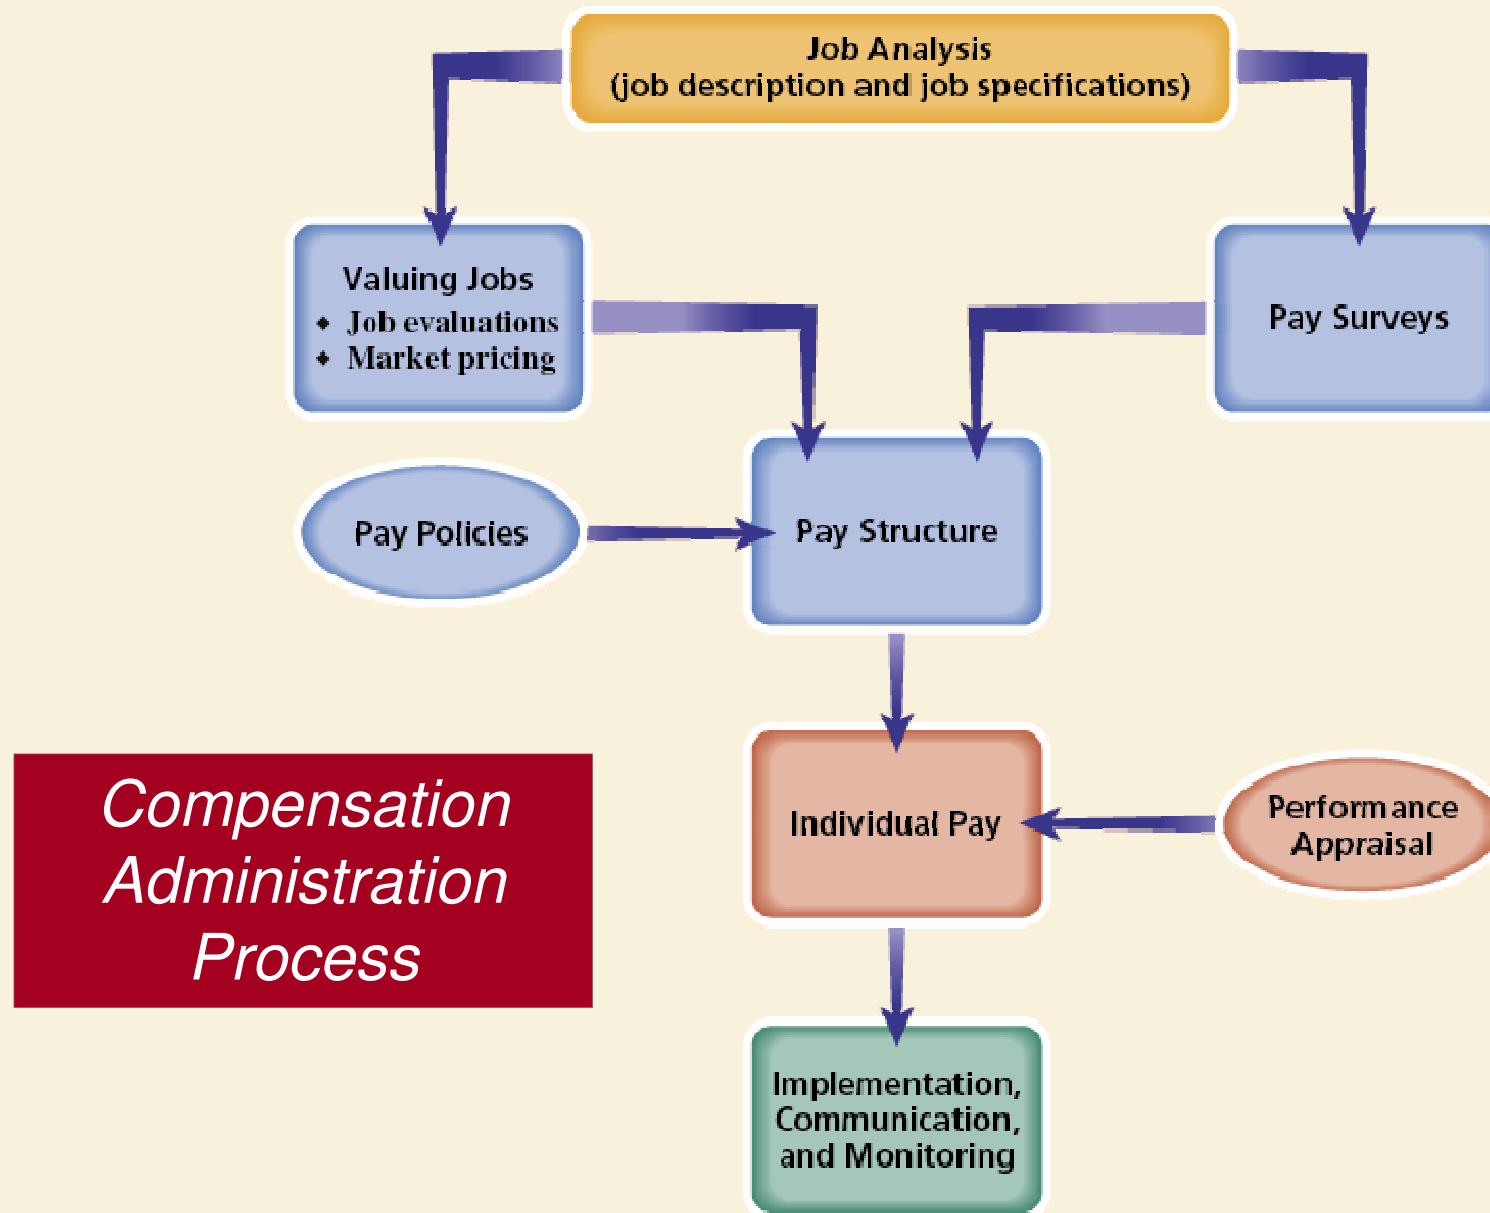 Job Analysis
(job description and job specifications)
Valuing Jobs
◆ Job evaluations
◆ Market pricing
Pay Surveys
Pay Policies
Pay Structure
Individual Pay
Performance
Appraisal
Compensation
Administration
Process
Implementation,
Communication,
and Monitoring